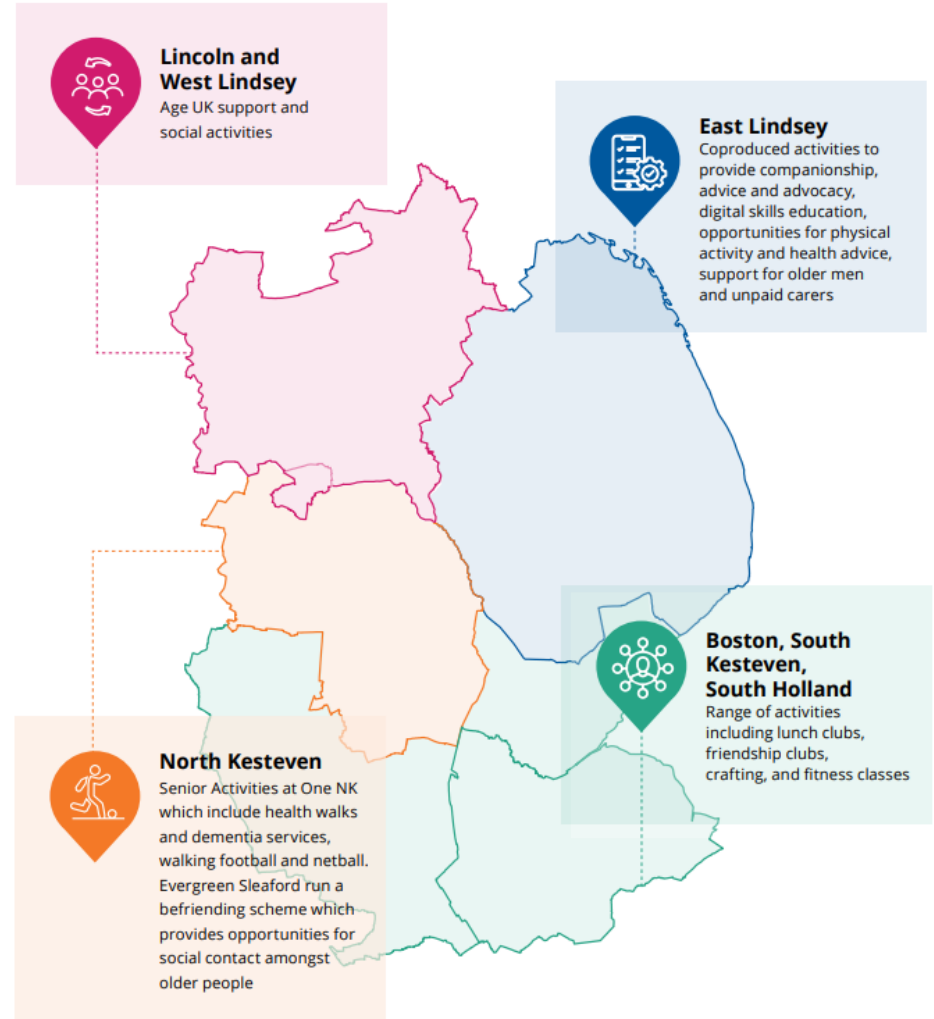 Lincoln and
West Lindsey
Age UK support and
social activities
East Lindsey
Coproduced activities to
provide companionship,
advice and advocacy,
digital skills education,
opportunities for physical
activity and health advice,
support for older men
and unpaid carers
Boston, South
Kesteven,
South Holland
Range of activities
including lunch clubs,
friendship clubs,
crafting, and fitness classes
North Kesteven
Senior Activities at One NK
which include health walks
and dementia services,
walking football and netball.
Evergreen Sleaford run a
befriending scheme which
provides opportunities for
social contact amongst
older people